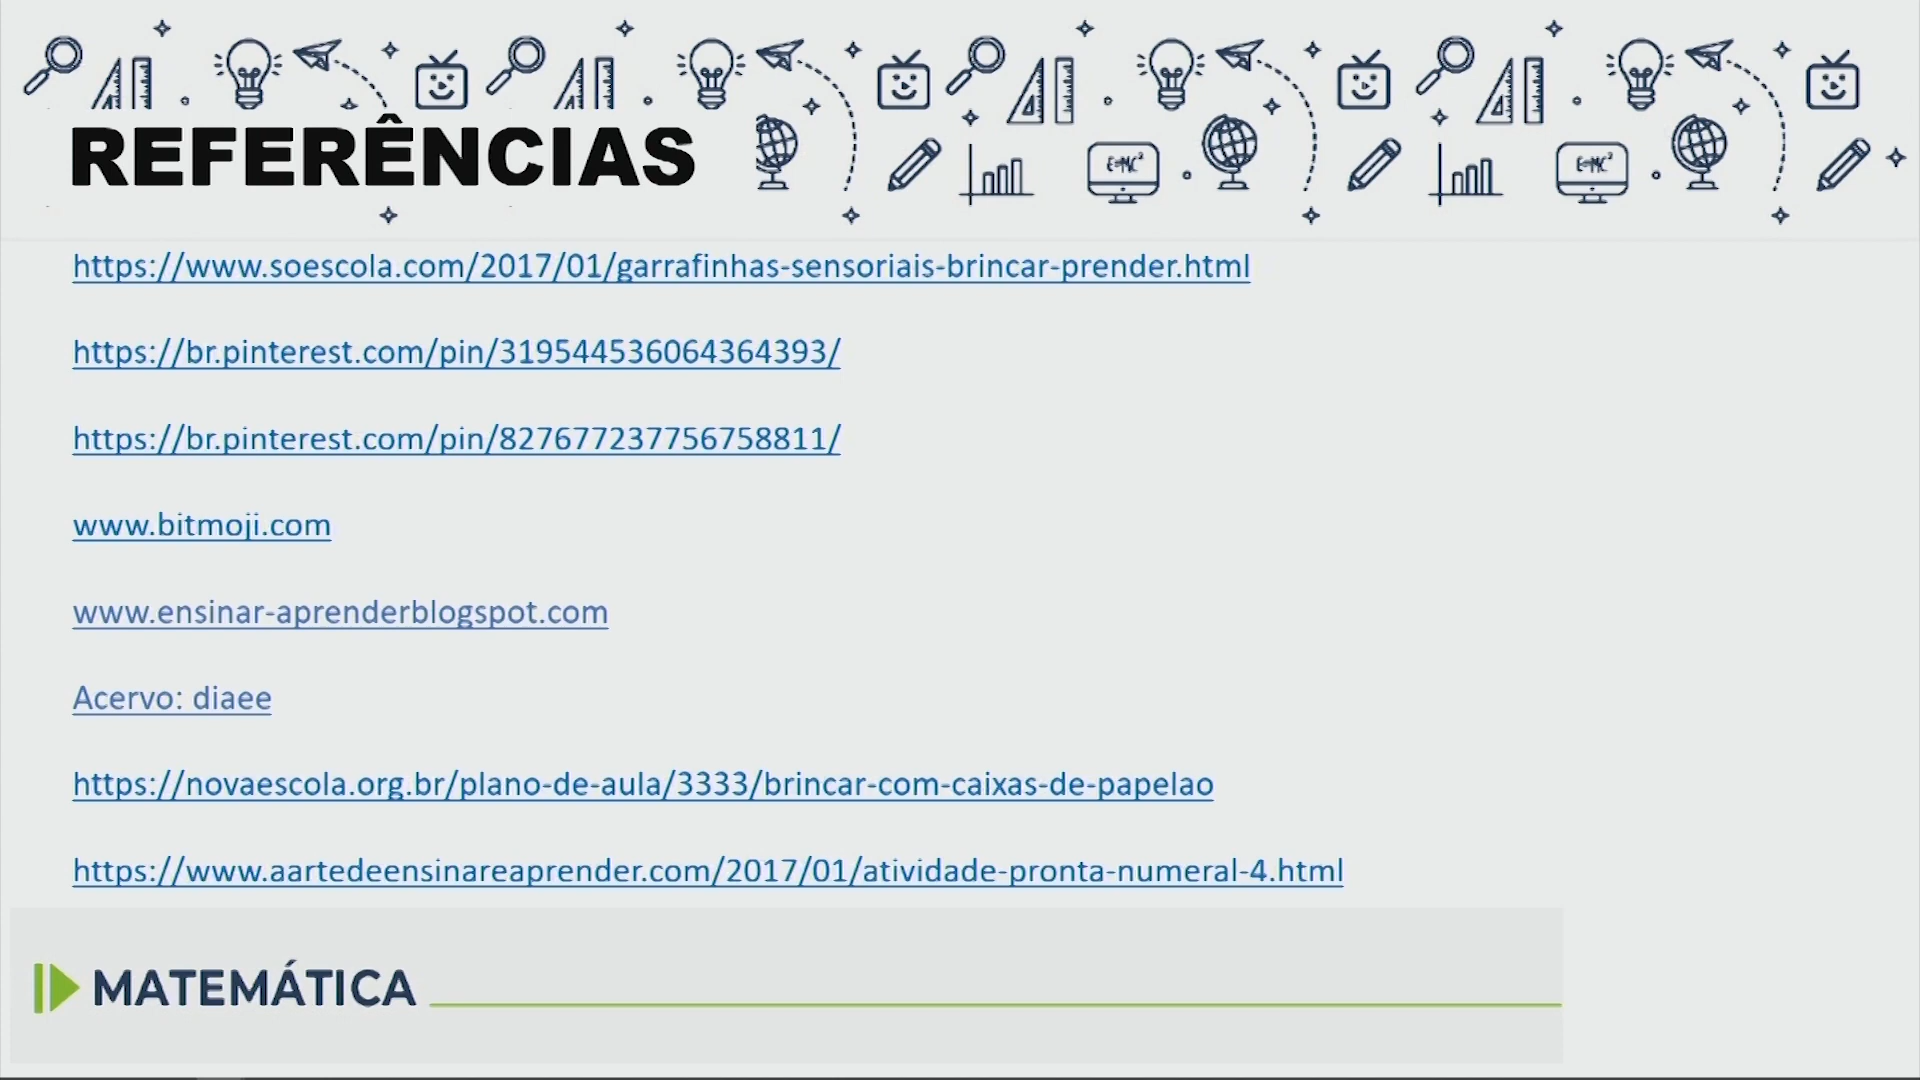 REFERÊNCIAS
E=MC²
E=MC²
https://www.soescola.com/2017/01/garrafinhas-sensoriais-brincar-prender.html
https://br.pinterest.com/pin/319544536064364393/
https://br.pinterest.com/pin/827677237756758811/
www.bitmoji.com
www.ensinar-aprenderblogspot.com
Acervo: diaee
https://novaescola.org.br/plano-de-aula/3333/brincar-com-caixas-de-papelao
https://www.aartedeensinareaprender.com/2017/01/atividade-pronta-numeral-4.html
MATEMÁTICA